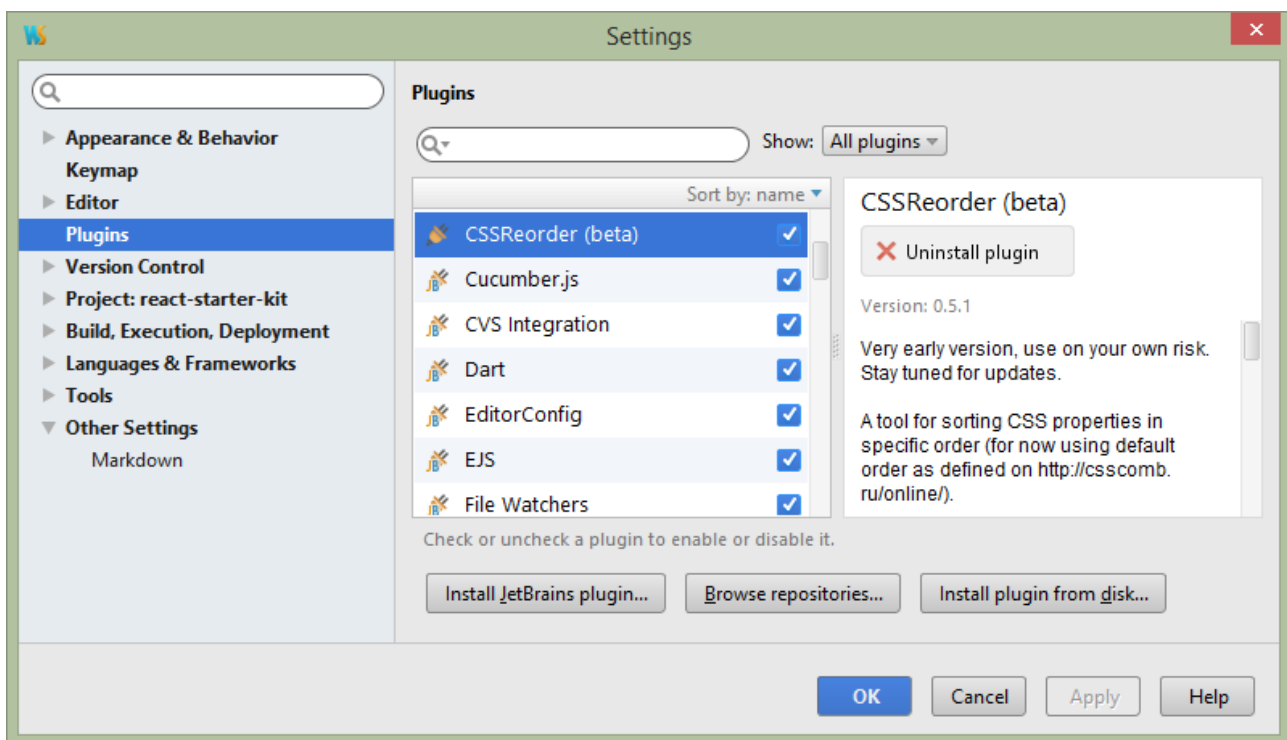 WS
Settings
Appearance & Behavior
Keymap
Editor
Plugins
Version Control
Project: react-starter-kit
Build, Execution, Deployment
Languages & Frameworks
Tools
Other Settings
Markdown
Plugins
Show: All plugins
Sort by: name
CSSReorder (beta)
Cucumber.js
CVS Integration
Dart
EditorConfig
EJS
File Watchers
CSSReorder (beta)
Uninstall plugin
Version: 0.5.1
Very early version, use on your own risk.
Stay tuned for updates.
A tool for sorting CSS properties in
specific order (for now using default
order as defined on http://csscomb.
ru/online/).
Check or uncheck a plugin to enable or disable it.
Install JetBrains plugin... Browse repositories... Install plugin from disk...
OK Cancel Apply Help